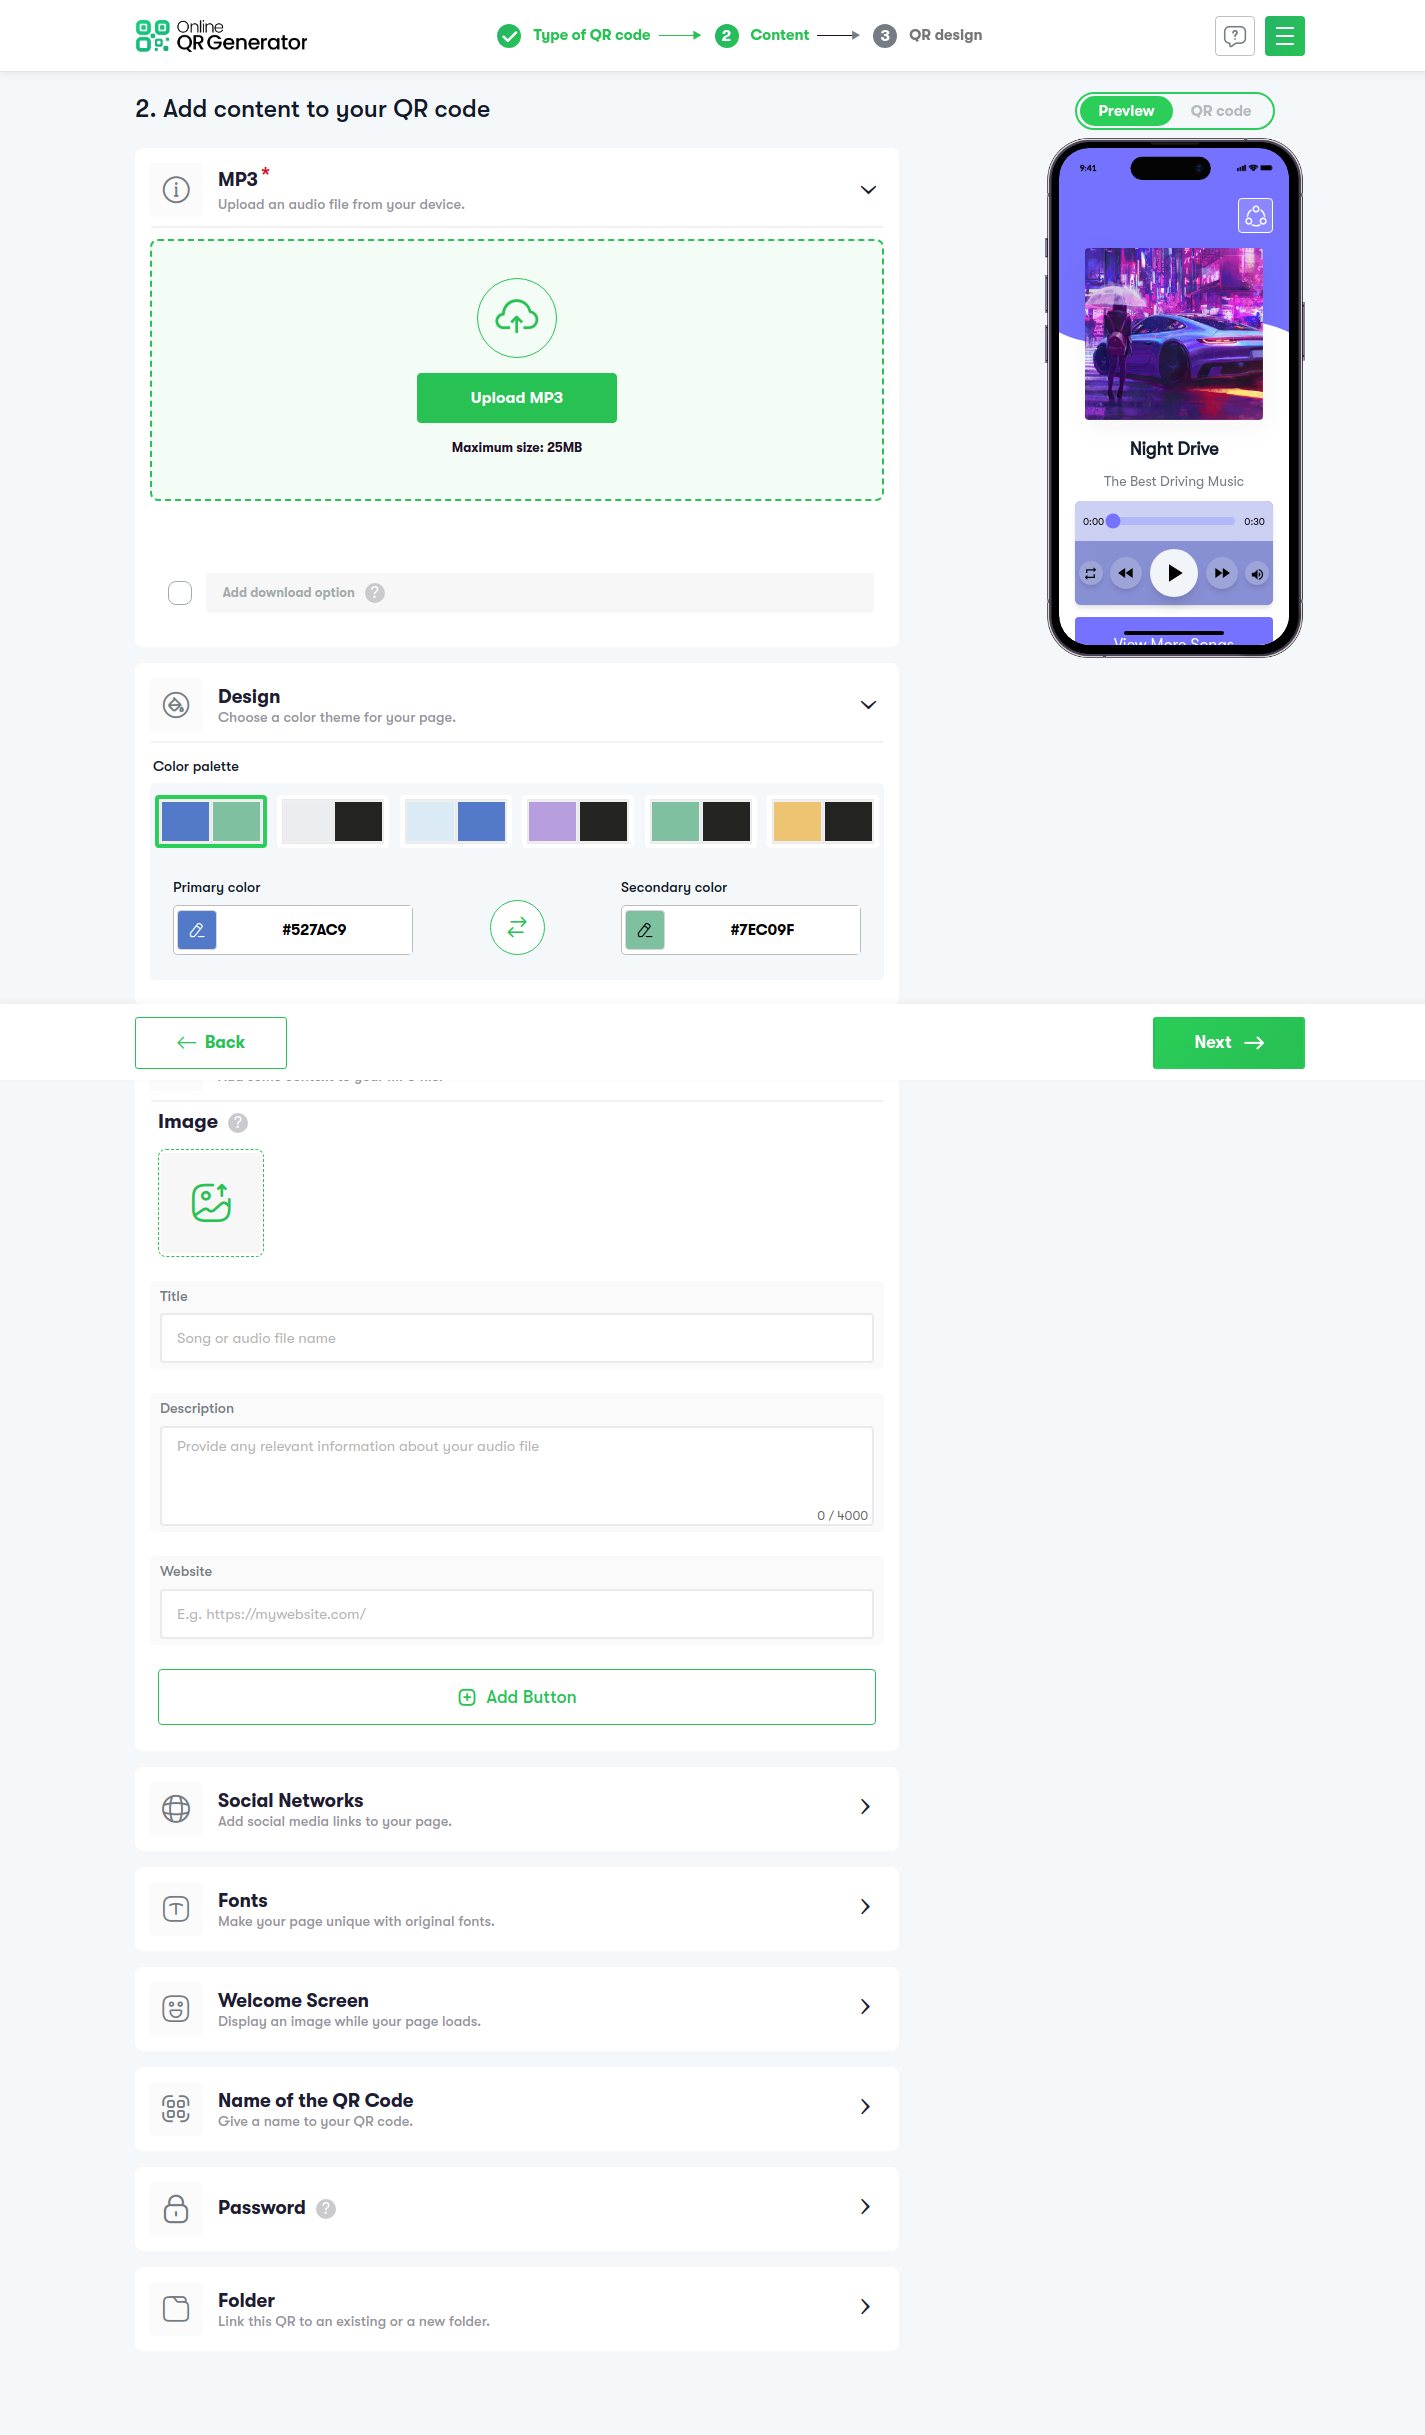 Online
QR Generator
Type of QR code
2
Content
3
QR design
2. Add content to your QR code
Preview
QR code
MP3 *
Upload an audio file from your device.
Upload MP3
Maximum size: 25MB
Add download option ?
9:41
Night Drive
The Best Driving Music
0:00
0:30
View More Songs
Design
Choose a color theme for your page.
Color palette
Primary color
Secondary color
#527AC9
#7EC09F
Back
Next
Add some content to your MP3 file.
Image ?
Title
Song or audio file name
Description
Provide any relevant information about your audio file
0 / 4000
Website
E.g. https://mywebsite.com/
Add Button
Social Networks
Add social media links to your page.
Fonts
Make your page unique with original fonts.
Welcome Screen
Display an image while your page loads.
Name of the QR Code
Give a name to your QR code.
Password ?
Folder
Link this QR to an existing or a new folder.